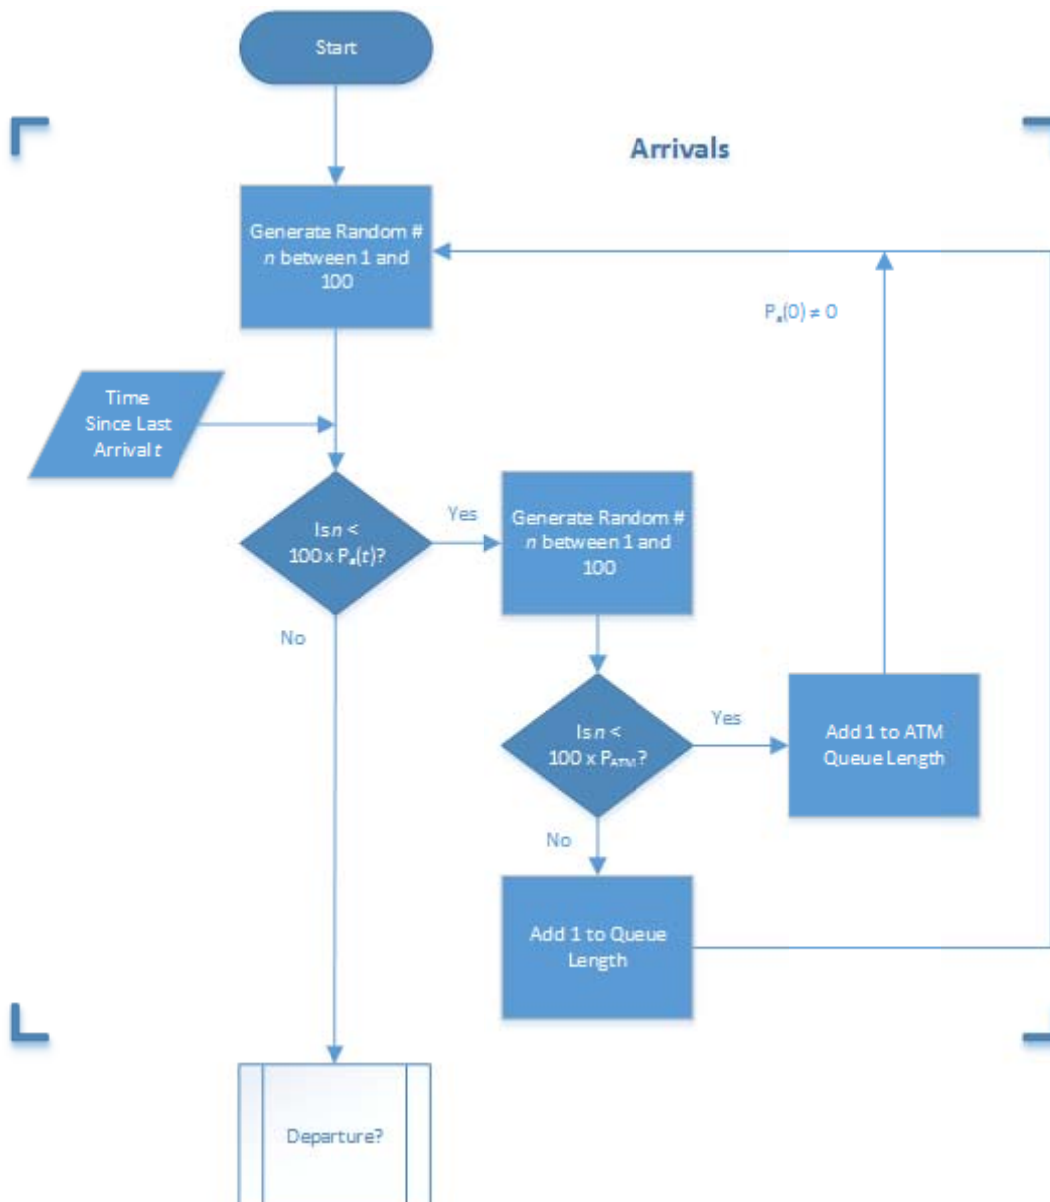 Start
Arrivals
Generate Random #
n between 1 and
100
Pₐ(0) ≠ 0
Time
Since Last
Arrival t
Is n <
100 x Pₐ(t)?
Yes
Generate Random #
n between 1 and
100
No
Is n <
100 x P_ATM?
Yes
Add 1 to ATM
Queue Length
No
Add 1 to Queue
Length
Departure?